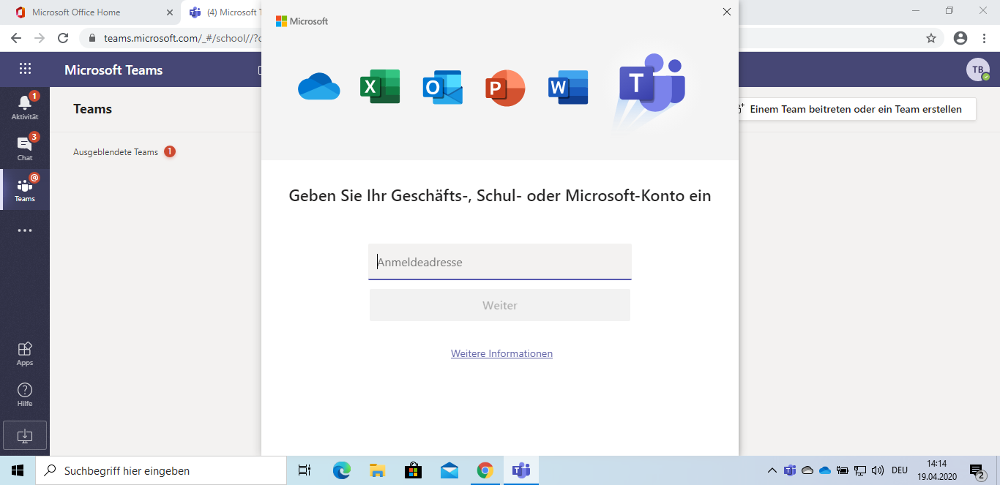 Microsoft Office Home
(4) Microsoft T
teams.microsoft.com/_#/school//?c
Microsoft
Microsoft Teams
TB
1
Aktivität
3
Chat
@
Teams
Apps
Hilfe
Teams
Einem Team beitreten oder ein Team erstellen
Ausgeblendete Teams 1
X
O
P
W
T
Geben Sie Ihr Geschäfts-, Schul- oder Microsoft-Konto ein
Anmeldeadresse
Weiter
Weitere Informationen
Suchbegriff hier eingeben
DEU
14:14
19.04.2020
2